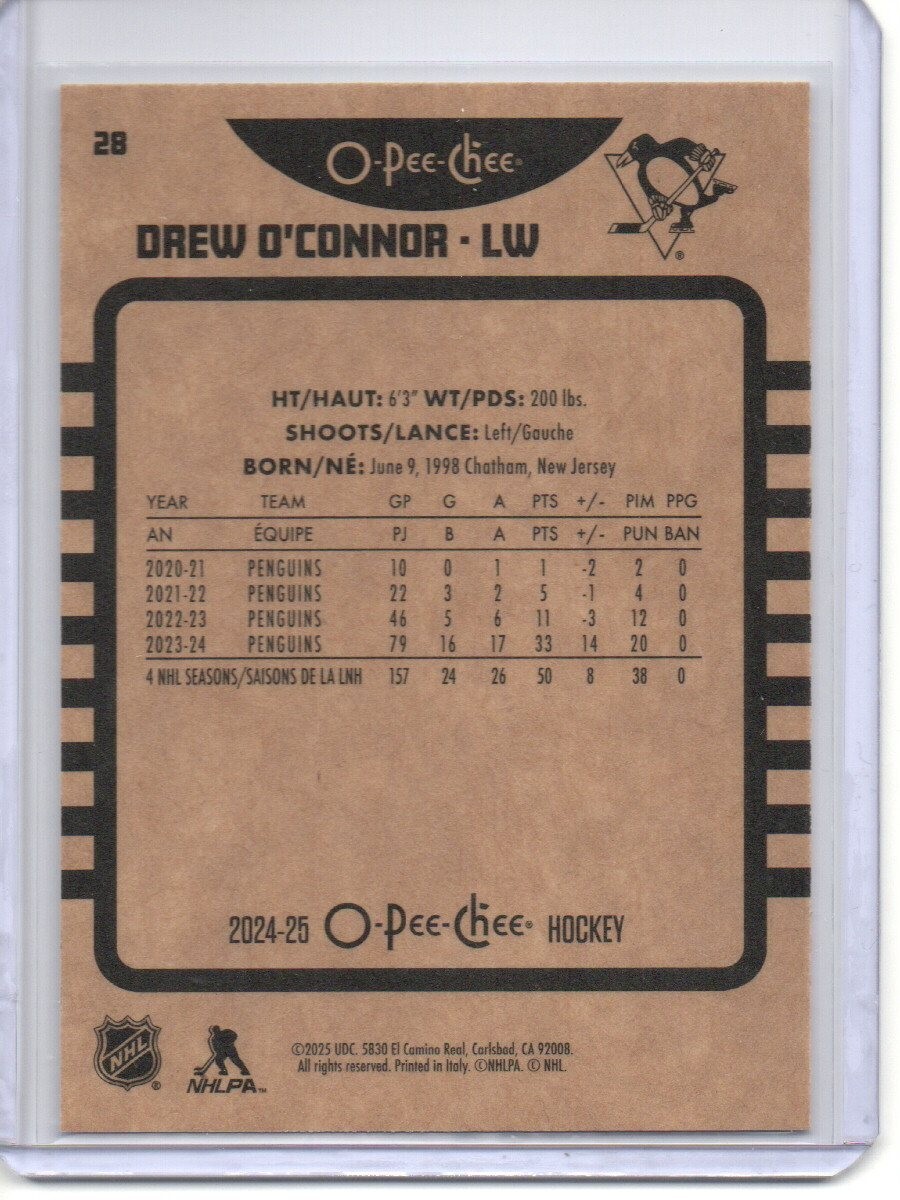 28
O-Pee-Chee®
DREW O'CONNOR · LW
®
HT/HAUT: 6'3" WT/PDS: 200 lbs.
SHOOTS/LANCE: Left/Gauche
BORN/NÉ: June 9, 1998 Chatham, New Jersey
YEAR TEAM GP G A PTS +/- PIM PPG
AN ÉQUIPE PJ B A PTS +/- PUN BAN
2020-21 PENGUINS 10 0 1 1 -2 2 0
2021-22 PENGUINS 22 3 2 5 -1 4 0
2022-23 PENGUINS 46 5 6 11 -3 12 0
2023-24 PENGUINS 79 16 17 33 14 20 0
4 NHL SEASONS/SAISONS DE LA LNH 157 24 26 50 8 38 0
2024-25 O-Pee-Chee® HOCKEY
NHL ®
NHLPA™
©2025 UDC. 5830 El Camino Real, Carlsbad, CA 92008.
All rights reserved. Printed in Italy. ©NHLPA. © NHL.